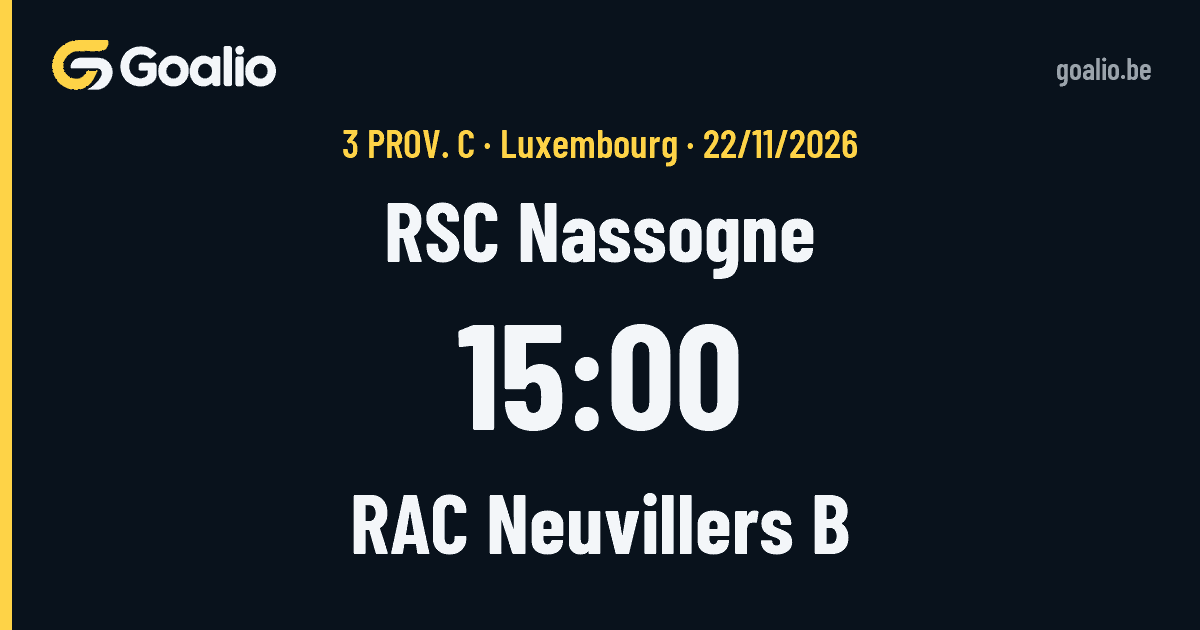 Goalio
goalio.be
3 PROV. C · Luxembourg · 22/11/2026
RSC Nassogne
15:00
RAC Neuvillers B